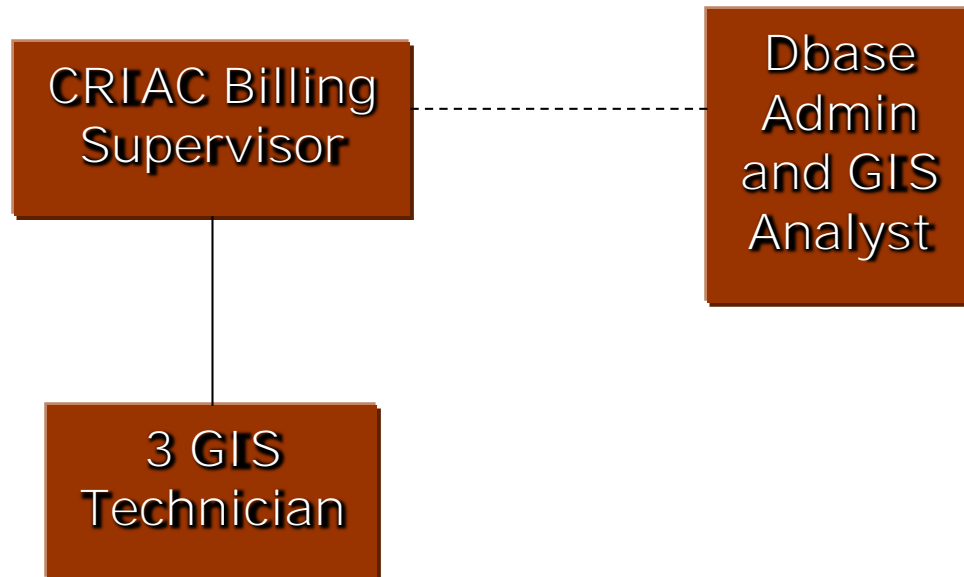 CRIAC Billing
Supervisor
Dbase
Admin
and GIS
Analyst
3 GIS
Technician